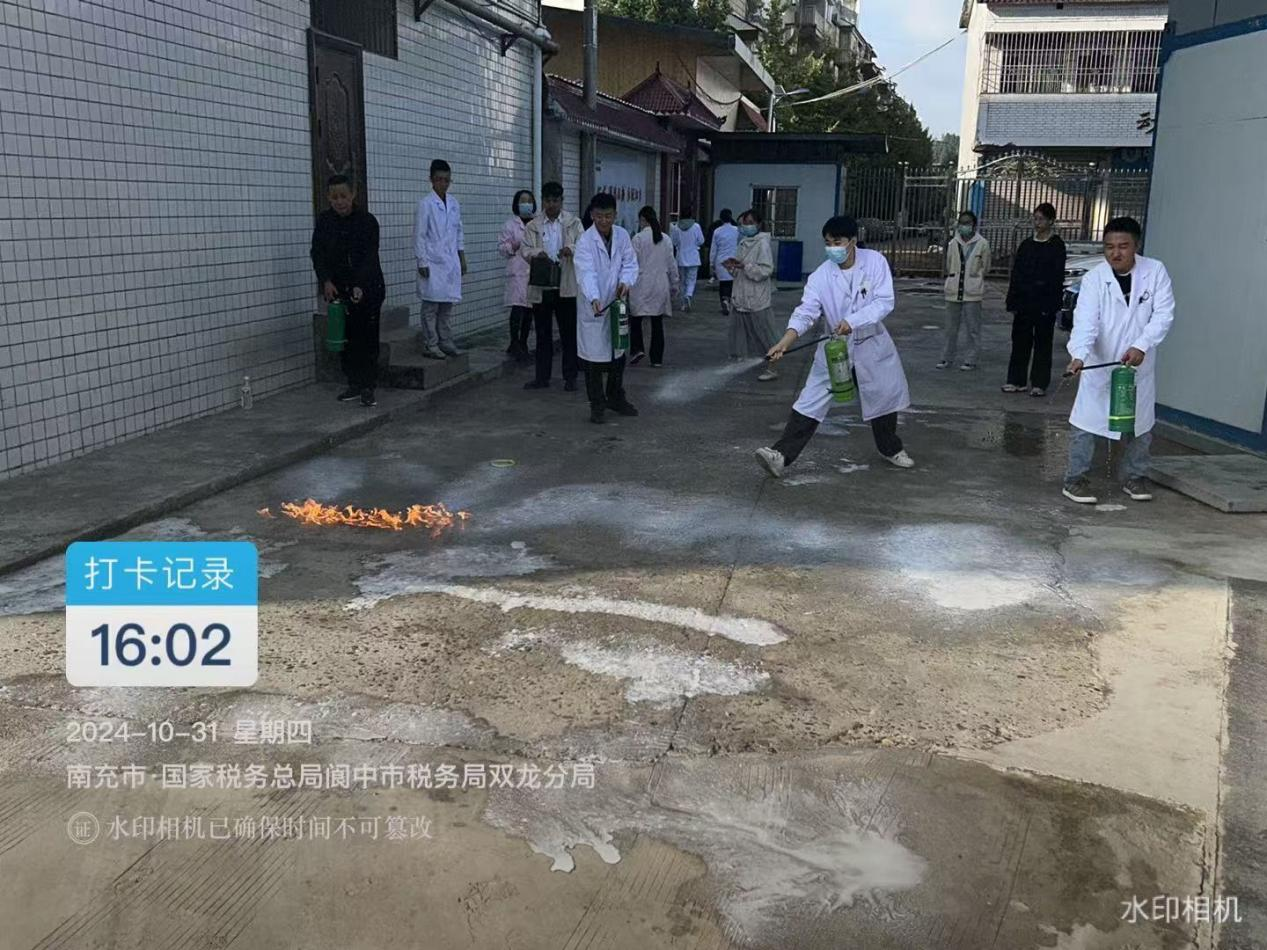 打卡记录
16:02
2024-10-31 星期四
南充市·国家税务总局阆中市税务局双龙分局
证 水印相机已确保时间不可篡改
水印相机